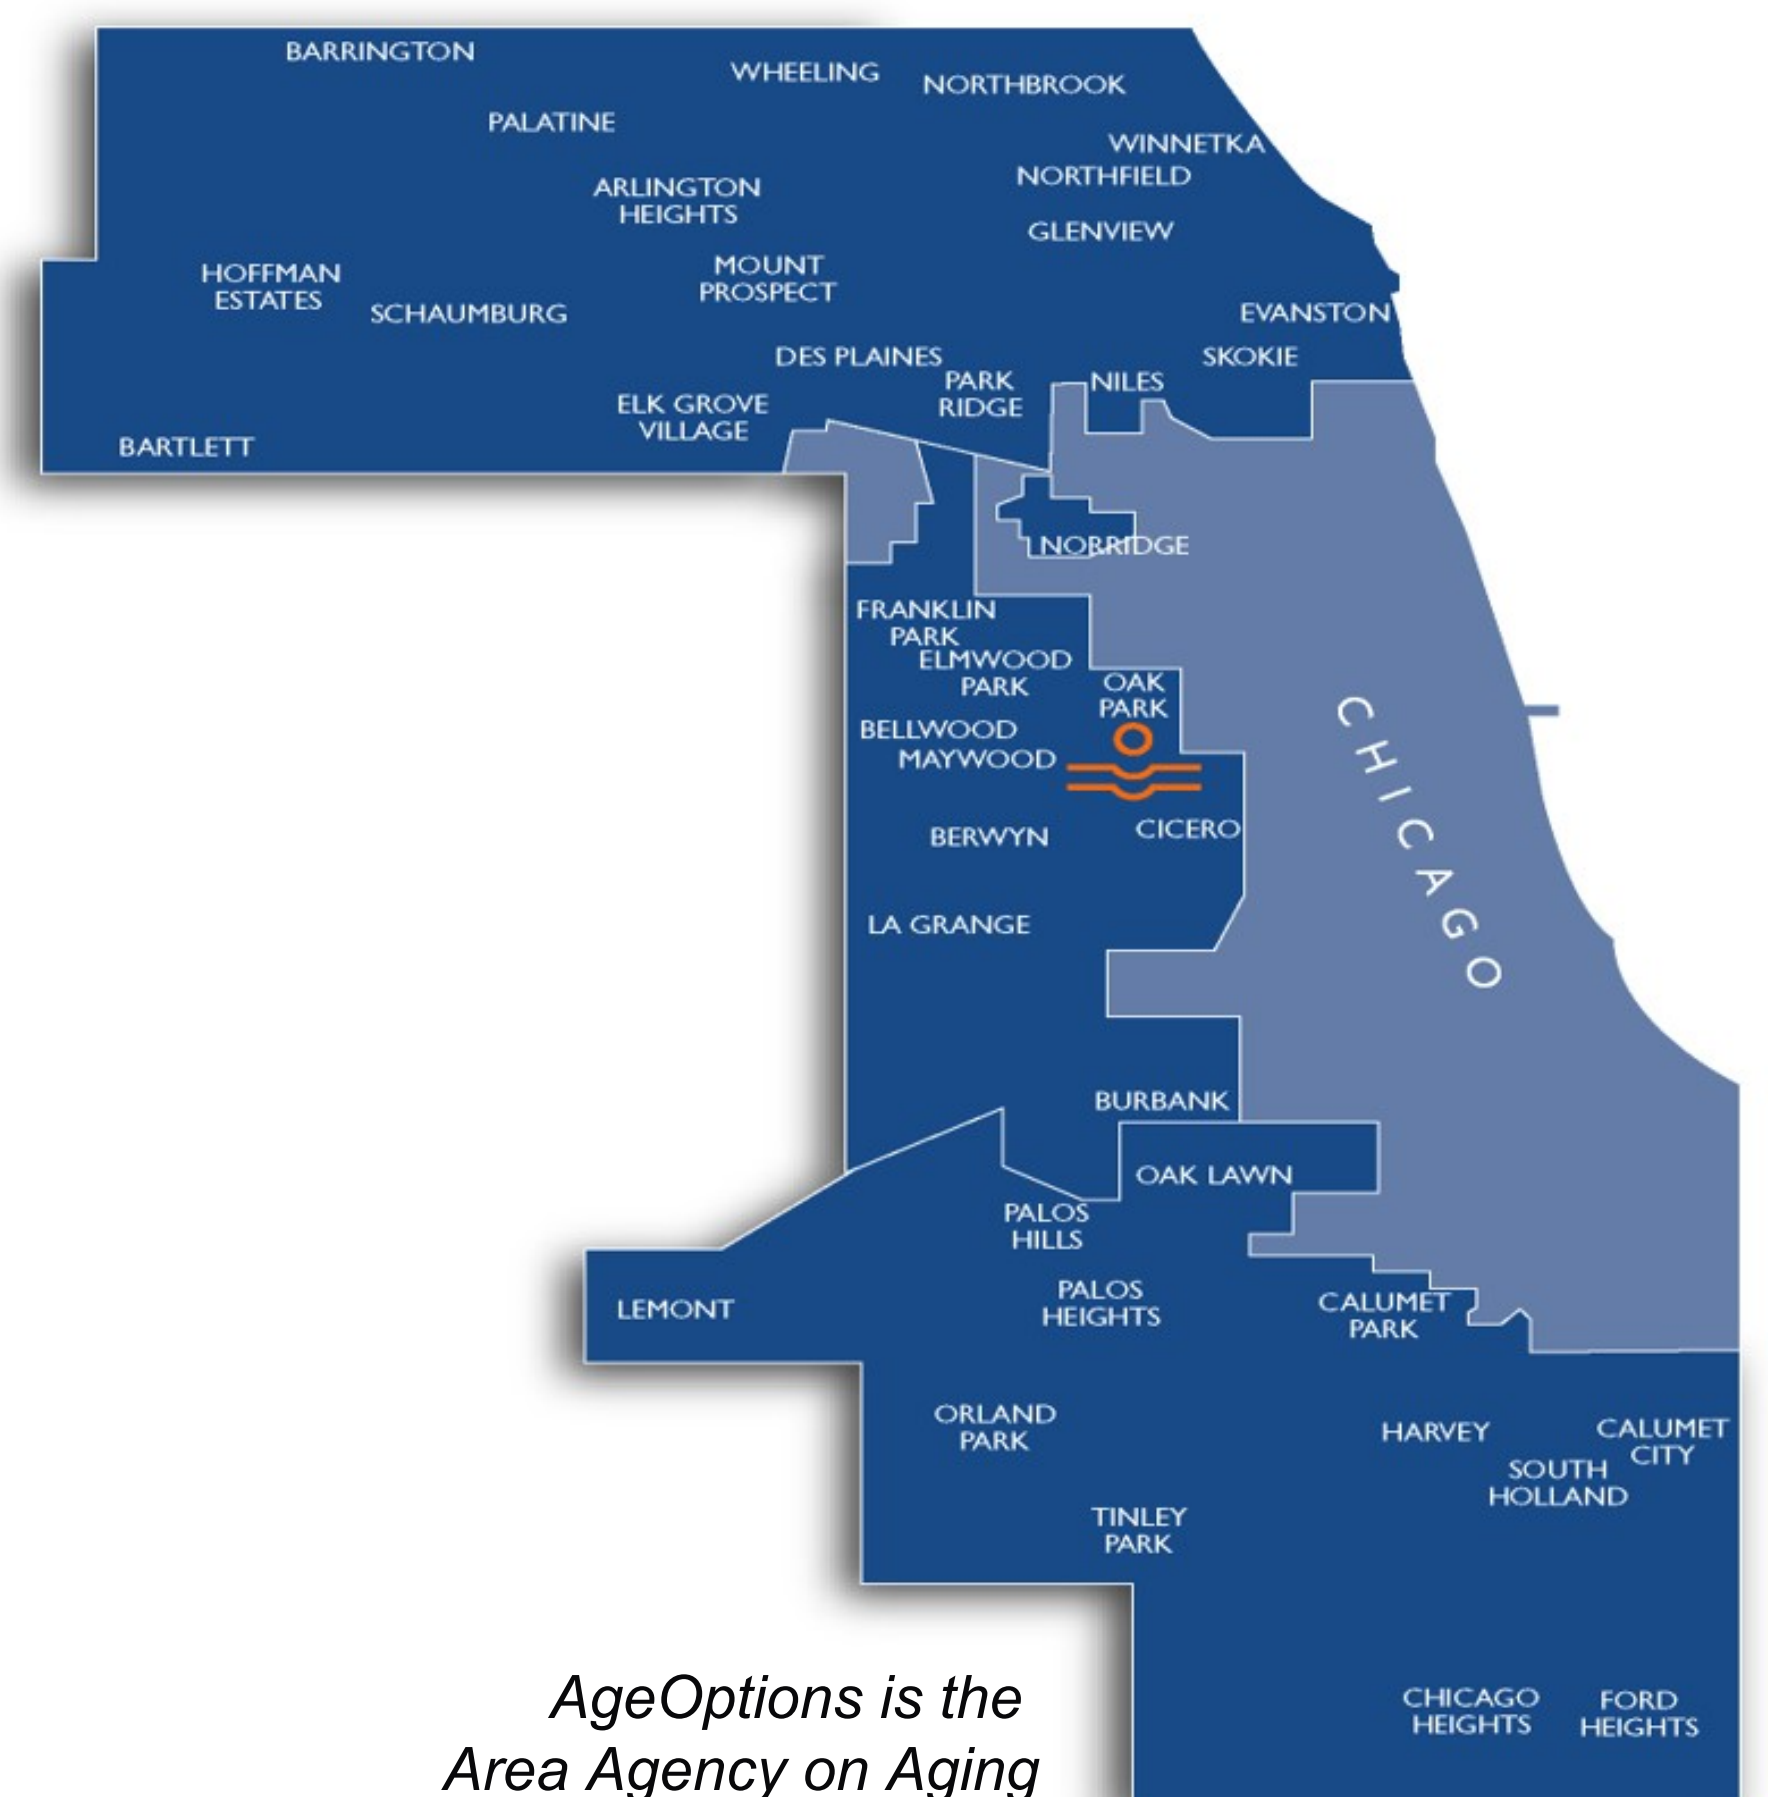 BARRINGTON
WHEELING
NORTHBROOK
PALATINE
WINNETKA
NORTHFIELD
ARLINGTON
HEIGHTS
GLENVIEW
HOFFMAN
ESTATES
SCHAUMBURG
MOUNT
PROSPECT
EVANSTON
DES PLAINES
SKOKIE
PARK
RIDGE
NILES
ELK GROVE
VILLAGE
BARTLETT
NORRIDGE
FRANKLIN
PARK
ELMWOOD
PARK
OAK
PARK
BELLWOOD
MAYWOOD
CHICAGO
BERWYN
CICERO
LA GRANGE
BURBANK
OAK LAWN
PALOS
HILLS
LEMONT
PALOS
HEIGHTS
CALUMET
PARK
ORLAND
PARK
HARVEY
CALUMET
CITY
SOUTH
HOLLAND
TINLEY
PARK
CHICAGO
HEIGHTS
FORD
HEIGHTS
AgeOptions is the
Area Agency on Aging